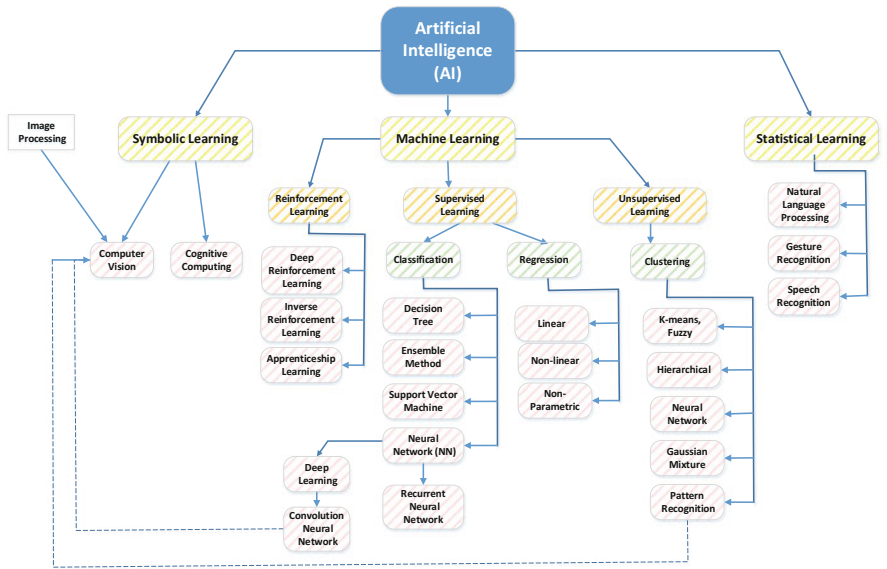 Artificial
Intelligence
(AI)
Image
Processing
Symbolic Learning
Machine Learning
Statistical Learning
Reinforcement
Learning
Supervised
Learning
Unsupervised
Learning
Natural
Language
Processing
Computer
Vision
Cognitive
Computing
Deep
Reinforcement
Learning
Classification
Regression
Clustering
Gesture
Recognition
Inverse
Reinforcement
Learning
Decision
Tree
Linear
K-means,
Fuzzy
Speech
Recognition
Apprenticeship
Learning
Ensemble
Method
Non-linear
Hierarchical
Support Vector
Machine
Non-
Parametric
Neural
Network
Neural
Network (NN)
Gaussian
Mixture
Deep
Learning
Recurrent
Neural
Network
Pattern
Recognition
Convolution
Neural
Network